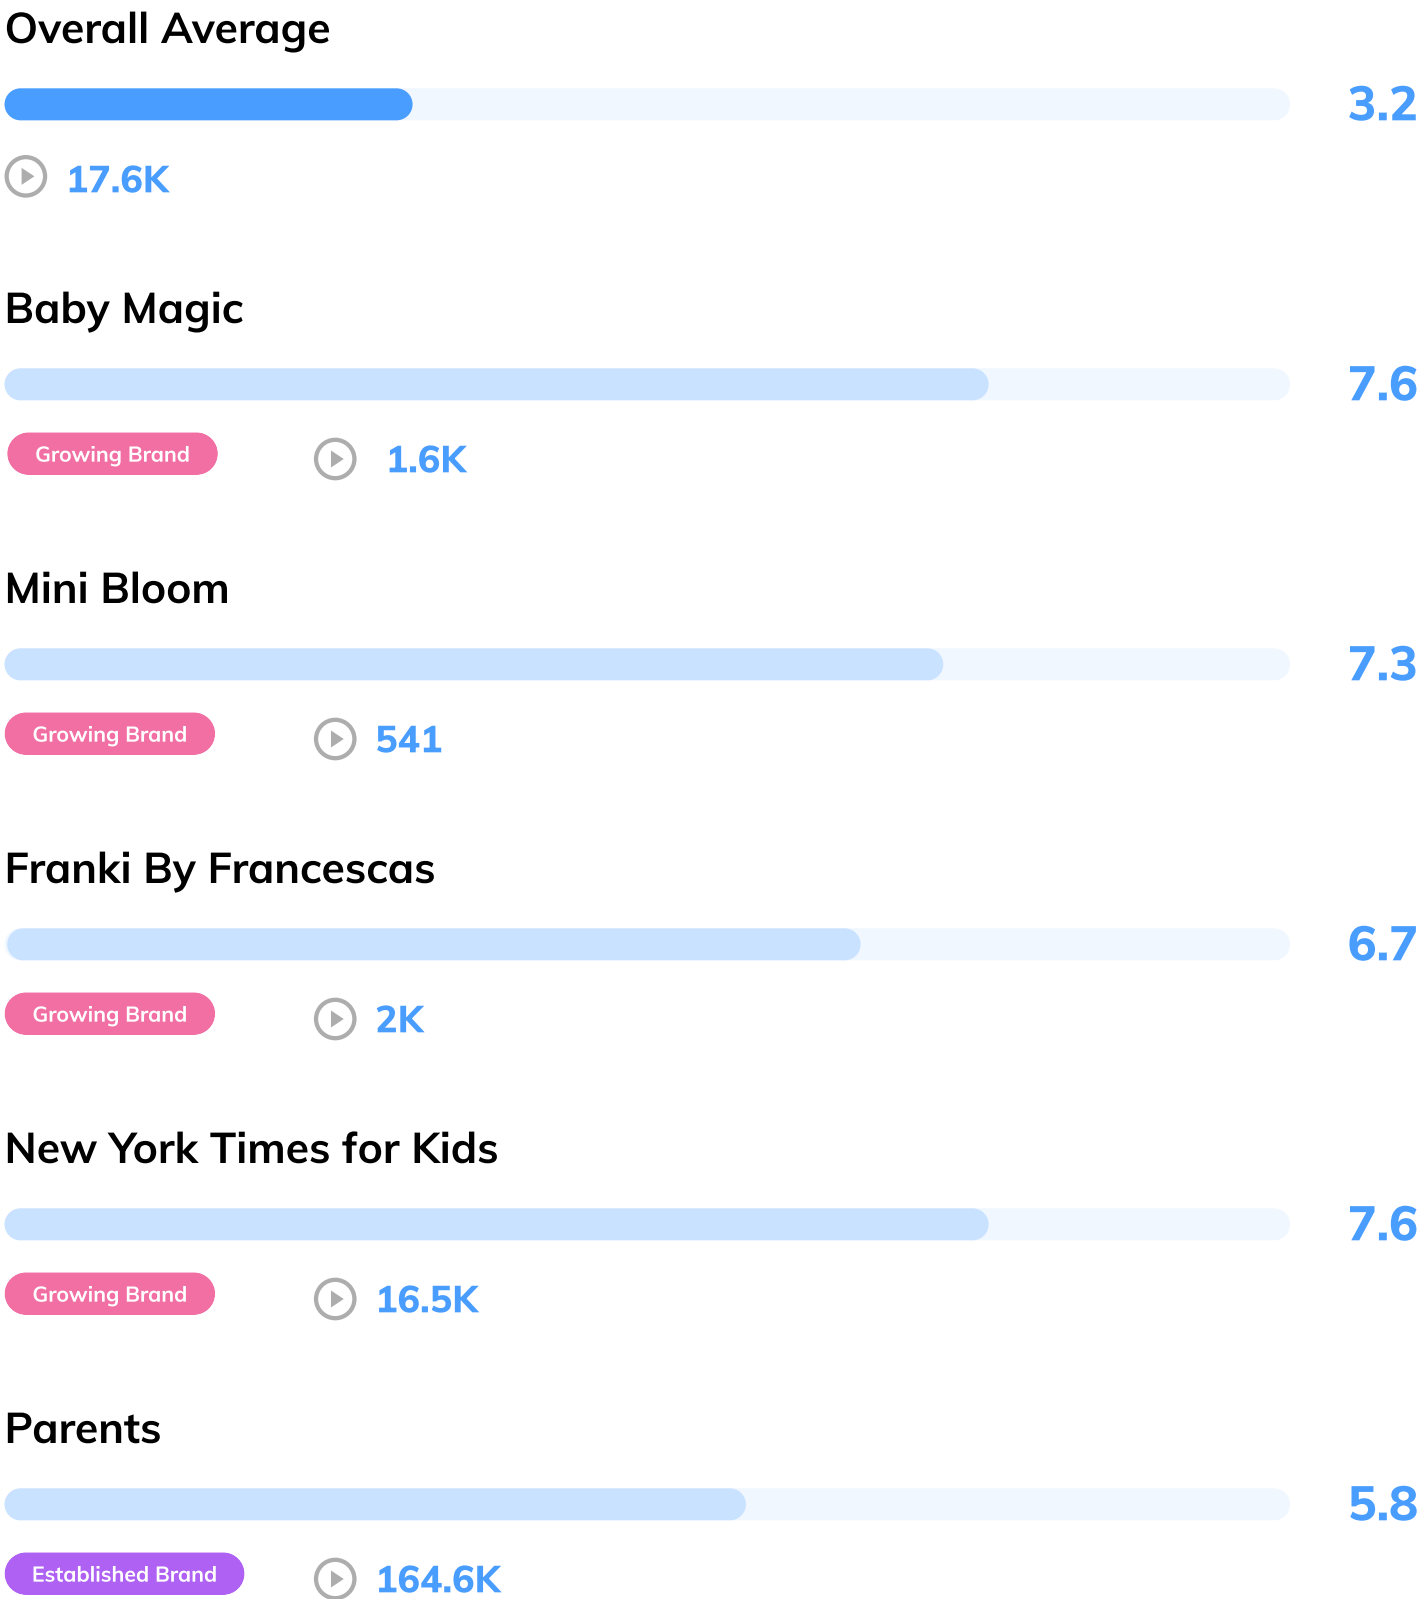 Overall Average
3.2
17.6K
Baby Magic
7.6
Growing Brand 1.6K
Mini Bloom
7.3
Growing Brand 541
Franki By Francescas
6.7
Growing Brand 2K
New York Times for Kids
7.6
Growing Brand 16.5K
Parents
5.8
Established Brand 164.6K